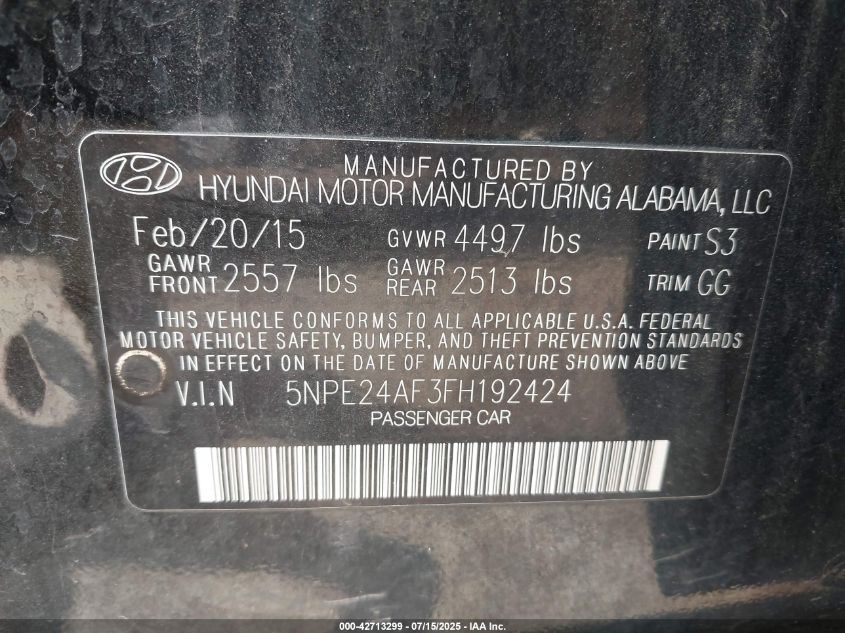 MANUFACTURED BY
HYUNDAI MOTOR MANUFACTURING ALABAMA, LLC
Feb/20/15 GVWR 4497 lbs PAINT S3
GAWR FRONT 2557 lbs GAWR REAR 2513 lbs TRIM GG
THIS VEHICLE CONFORMS TO ALL APPLICABLE U.S.A. FEDERAL
MOTOR VEHICLE SAFETY, BUMPER, AND THEFT PREVENTION STANDARDS
IN EFFECT ON THE DATE OF MANUFACTURE SHOWN ABOVE
V.I.N 5NPE24AF3FH192424
PASSENGER CAR
000-42713299 - 07/15/2025 - IAA Inc.